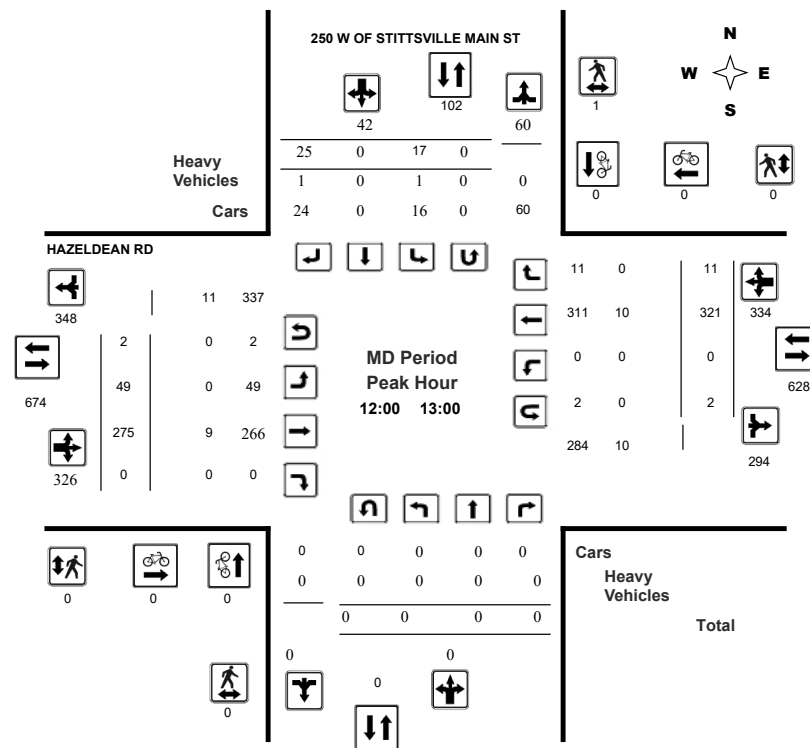 250 W OF STITTSVILLE MAIN ST
N
W E
S
102
1
42 60
25 0 17 0
Heavy
Vehicles
1 0 1 0 0
Cars
24 0 16 0 60
0 0 0
HAZELDEAN RD
348
11 337
674
2 0 2
49 0 49
275 9 266
326
0 0 0
MD Period
Peak Hour
12:00 13:00
11 0 11
311 10 321 334
0 0 0
628
2 0 2
284 10
294
0 0 0
0
0 0 0 0 0
0 0 0 0 0
0 0 0 0
0 0
0
Cars
Heavy
Vehicles
Total